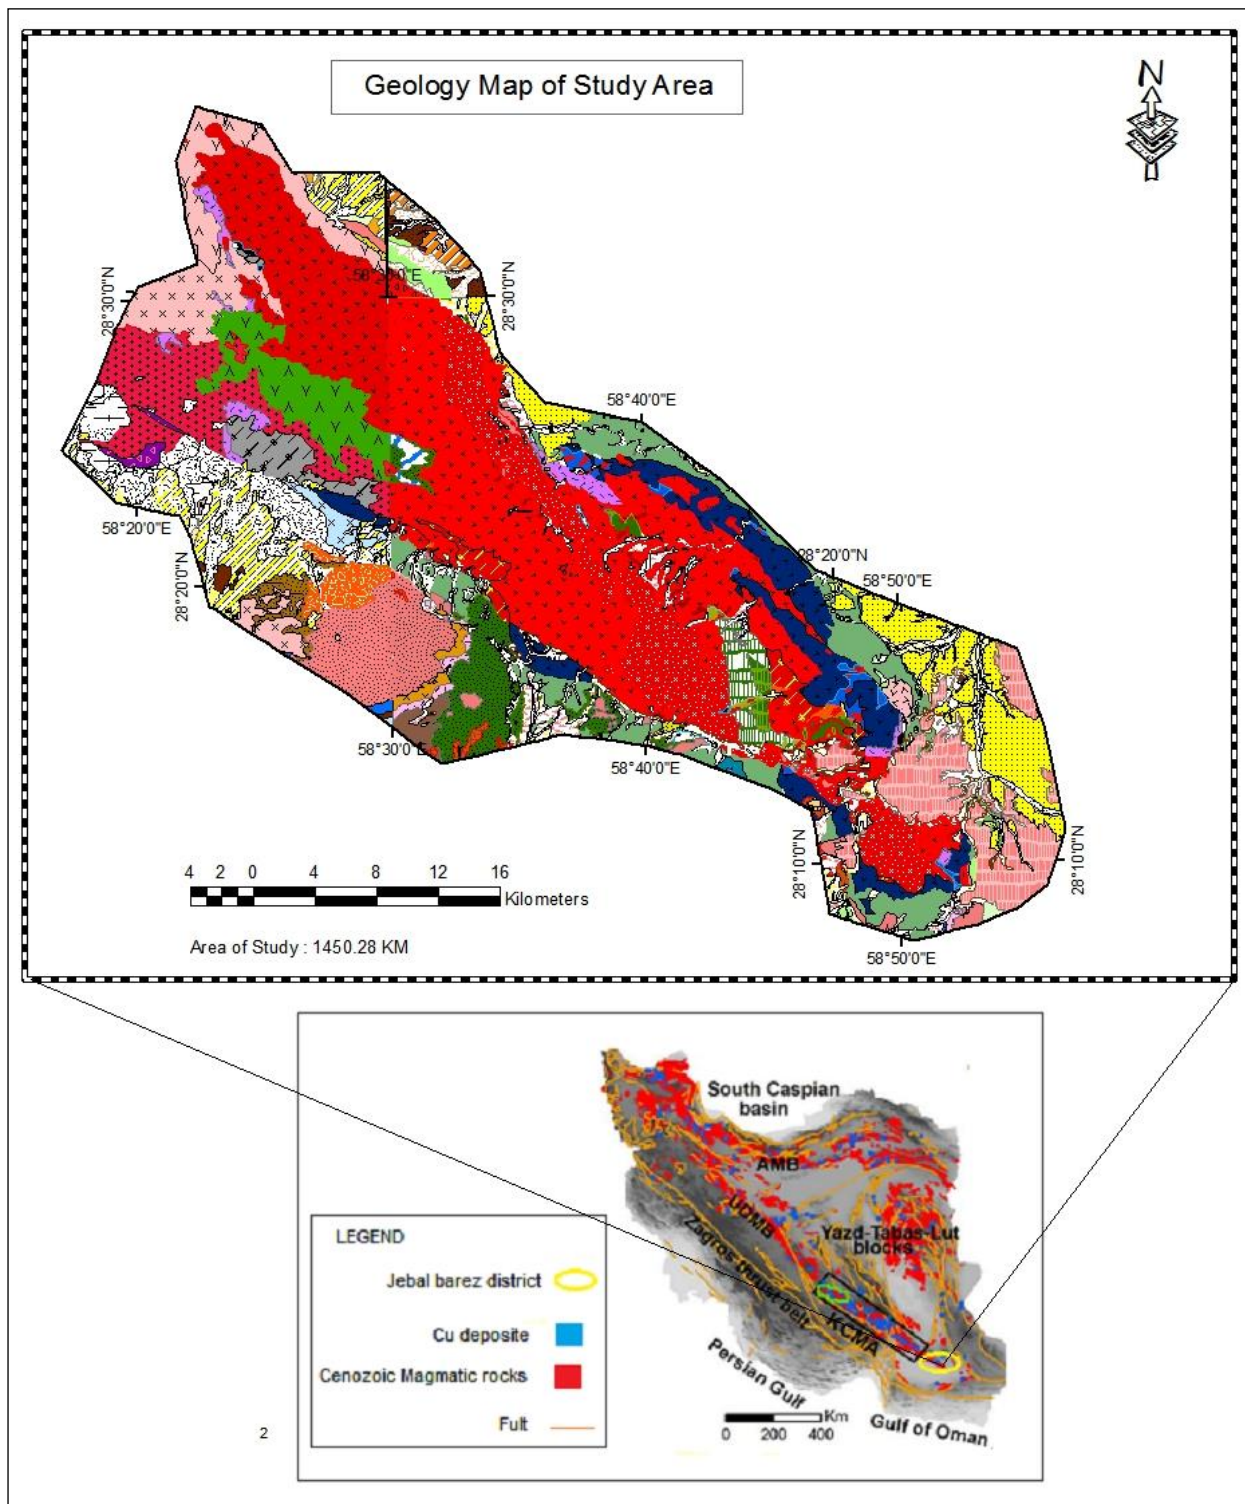 Geology Map of Study Area
N
58°30'0"E
28°30'0"N
28°30'0"N
58°40'0"E
58°20'0"E
28°20'0"N
58°50'0"E
28°20'0"N
58°30'0"E
58°40'0"E
28°10'0"N
28°10'0"N
58°50'0"E
4 2 0 4 8 12 16
Kilometers
Area of Study : 1450.28 KM
South Caspian
basin
AMB
UDMB
Yazd-Tabas-Lut
blocks
Zagros thrust belt
KCMA
Persian Gulf
Gulf of Oman
Km
0 200 400
LEGEND
Jebal barez district
Cu deposite
Cenozoic Magmatic rocks
Fult
2